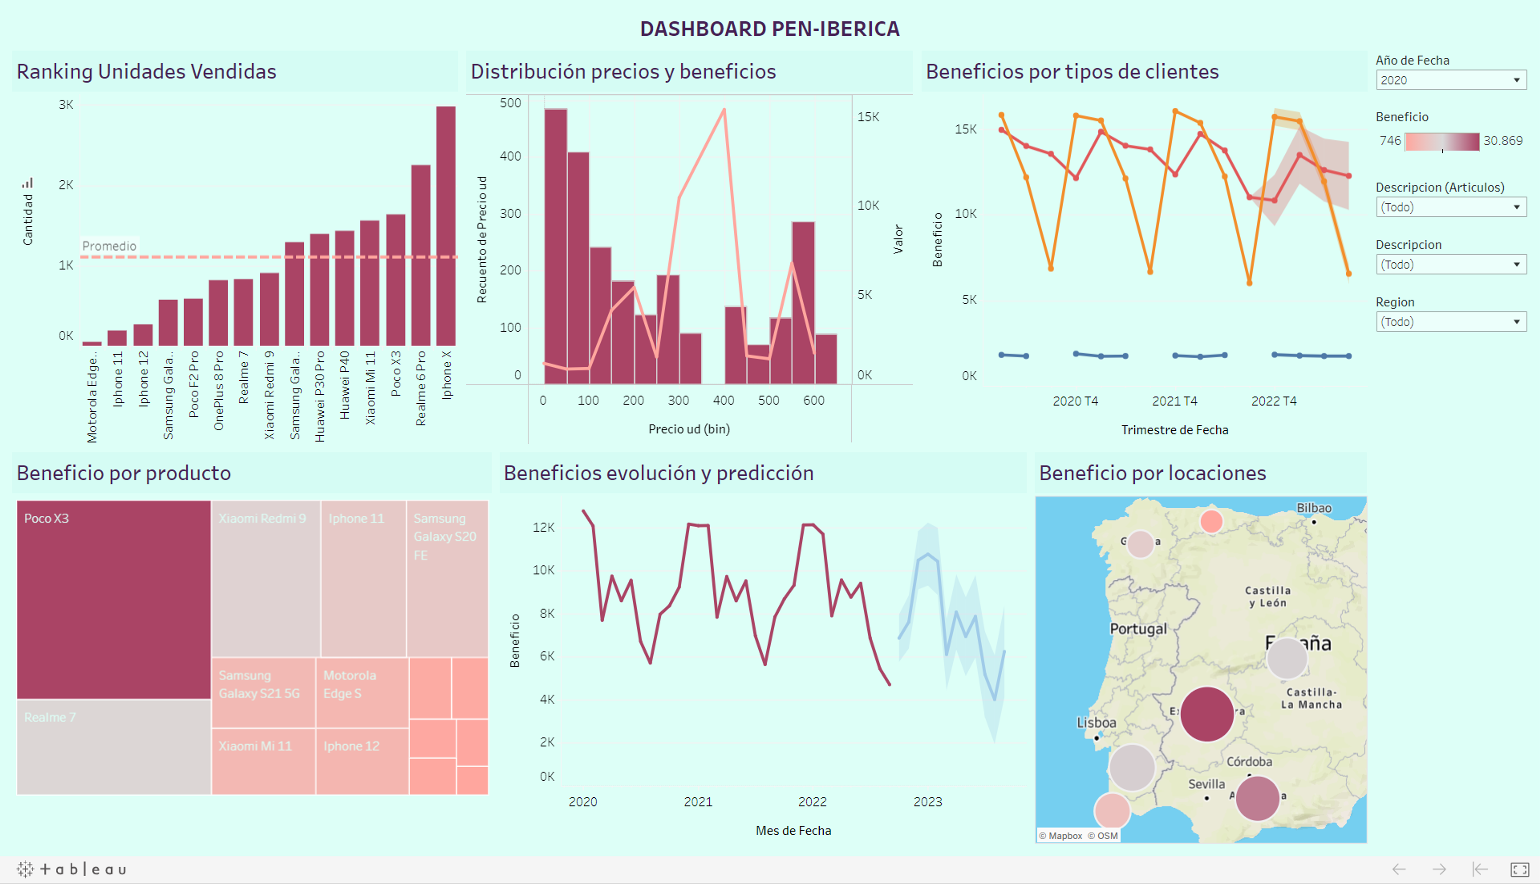 DASHBOARD PEN-IBERICA
Ranking Unidades Vendidas
3K
2K
1K
0K
Cantidad
Promedio
Motorola Edge..
Iphone 11
Iphone 12
Samsung Gala..
Poco F2 Pro
OnePlus 8 Pro
Realme 7
Xiaomi Redmi 9
Samsung Gala..
Huawei P30 Pro
Huawei P40
Xiaomi Mi 11
Poco X3
Realme 6 Pro
Iphone X
Distribución precios y beneficios
500
400
300
200
100
0
Recuento de Precio ud
15K
10K
5K
0K
Valor
0
100
200
300
400
500
600
Precio ud (bin)
Beneficios por tipos de clientes
15K
10K
5K
0K
Beneficio
2020 T4
2021 T4
2022 T4
Trimestre de Fecha
Año de Fecha
2020
Beneficio
746
30.869
Descripcion (Articulos)
(Todo)
Descripcion
(Todo)
Region
(Todo)
Beneficio por producto
Poco X3
Xiaomi Redmi 9
Iphone 11
Samsung
Galaxy S20
FE
Realme 7
Samsung
Galaxy S21 5G
Motorola
Edge S
Xiaomi Mi 11
Iphone 12
Beneficios evolución y predicción
12K
10K
8K
6K
4K
2K
0K
Beneficio
2020
2021
2022
2023
Mes de Fecha
Beneficio por locaciones
Bilbao
Castilla
y León
Portugal
Castilla-
La Mancha
Lisboa
Córdoba
Sevilla
© Mapbox © OSM
+ableau